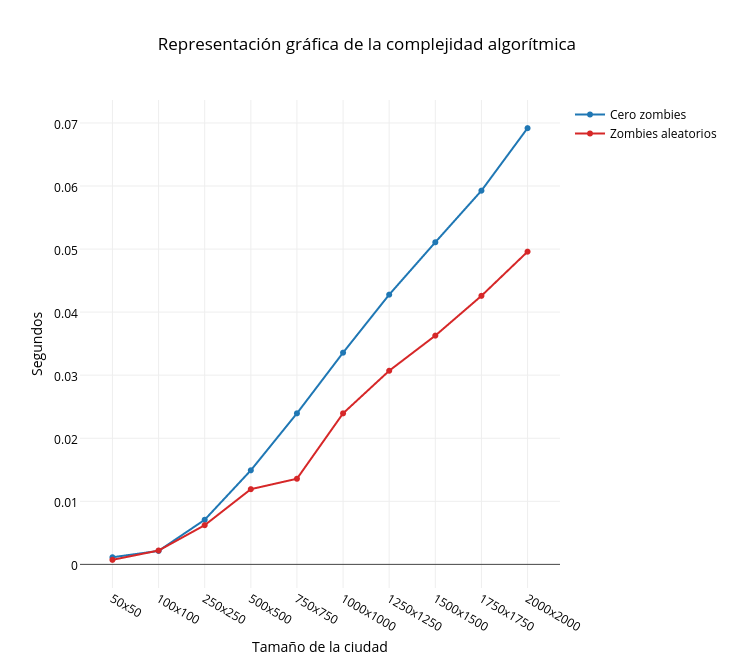 Representación gráfica de la complejidad algorítmica
Cero zombies
Zombies aleatorios
0.07
0.06
0.05
0.04
0.03
0.02
0.01
0
Segundos
50x50
100x100
250x250
500x500
750x750
1000x1000
1250x1250
1500x1500
1750x1750
2000x2000
Tamaño de la ciudad